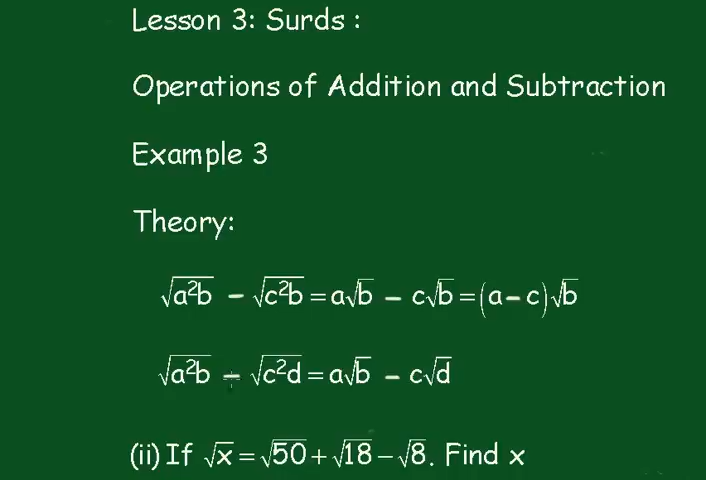 Lesson 3: Surds :
Operations of Addition and Subtraction
Example 3
Theory:
√(a²b) − √(c²b) = a√b − c√b = (a − c)√b
√(a²b) − √(c²d) = a√b − c√d
(ii) If √x = √50 + √18 − √8. Find x